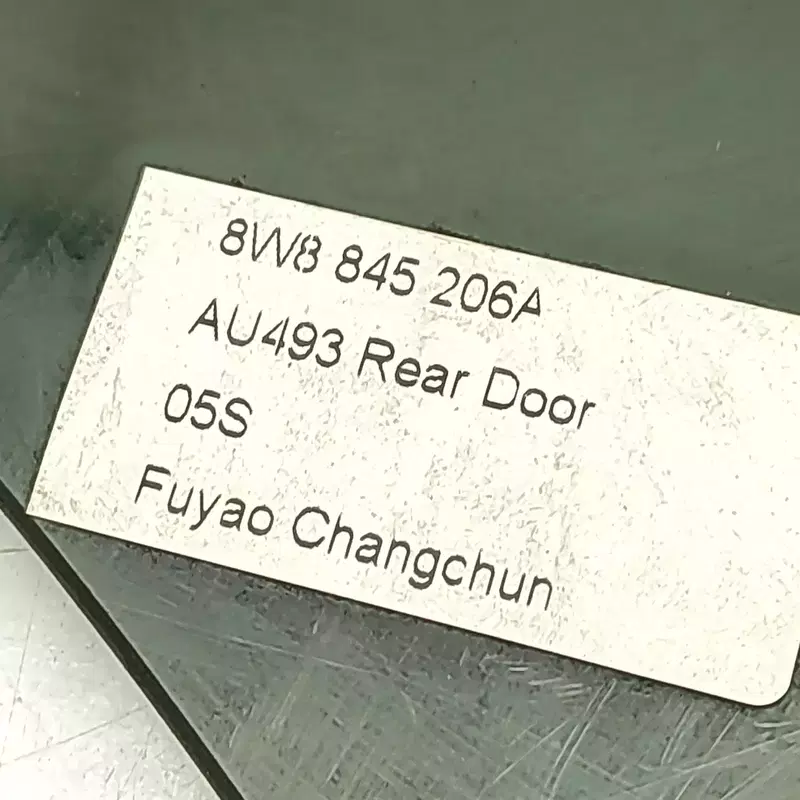 8W8 845 206A
AU493 Rear Door
05S
Fuyao Changchun